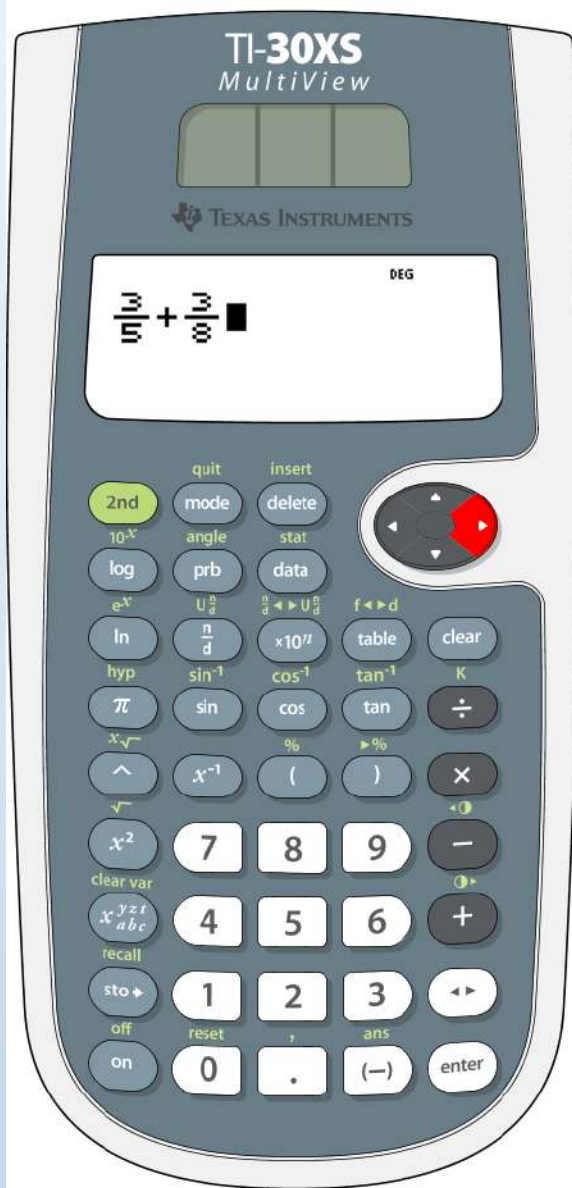 TI-30XS
MultiView
TEXAS INSTRUMENTS
DEG
3/5+3/8
quit insert
2nd mode delete
10^x angle stat
log prb data
e^x U n/d n/d ◄► U n/d f◄►d
ln n/d ×10^n table clear
hyp sin^-1 cos^-1 tan^-1 K
π sin cos tan ÷
x√ % ►%
^ x^-1 ( ) ×
√ ◄◑
x^2 7 8 9 −
clear var ◑►
x yzt abc 4 5 6 +
recall
sto➔ 1 2 3 ◄►
off reset , ans
on 0 . (−) enter